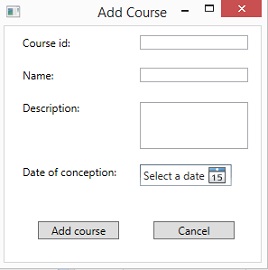 Add Course
Course id:
Name:
Description:
Date of conception:
Select a date 15
Add course
Cancel